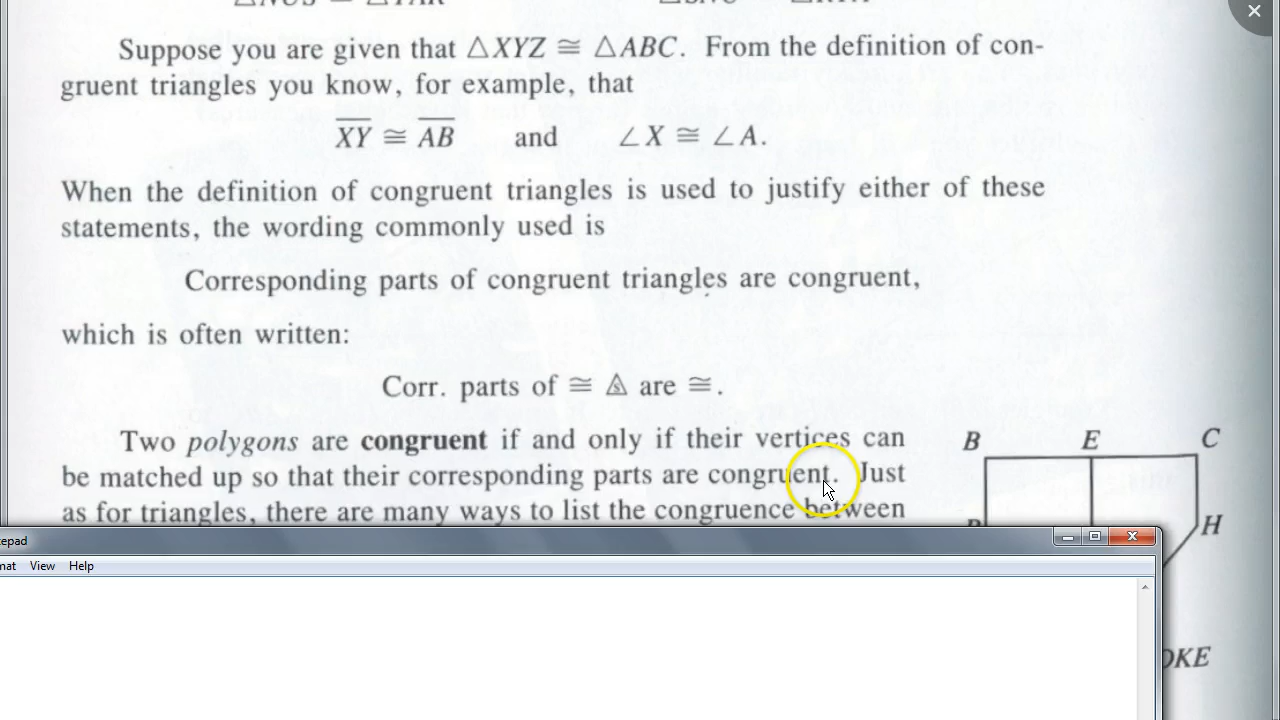 Suppose you are given that △XYZ ≅ △ABC. From the definition of con-
gruent triangles you know, for example, that
XY ≅ AB and ∠X ≅ ∠A.
When the definition of congruent triangles is used to justify either of these
statements, the wording commonly used is
Corresponding parts of congruent triangles are congruent,
which is often written:
Corr. parts of ≅ △s are ≅.
Two polygons are congruent if and only if their vertices can
be matched up so that their corresponding parts are congruent. Just
as for triangles, there are many ways to list the congruence between
B E C
H
OKE
epad
mat View Help